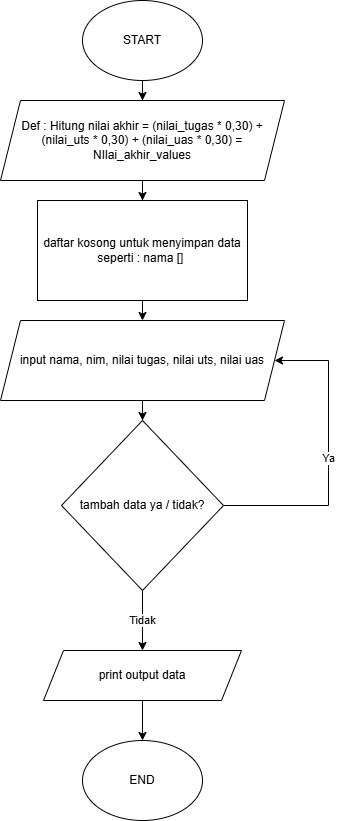 START
Def : Hitung nilai akhir = (nilai_tugas * 0,30) +
(nilai_uts * 0,30) + (nilai_uas * 0,30) =
NIlai_akhir_values
daftar kosong untuk menyimpan data
seperti : nama []
input nama, nim, nilai tugas, nilai uts, nilai uas
Ya
tambah data ya / tidak?
Tidak
print output data
END